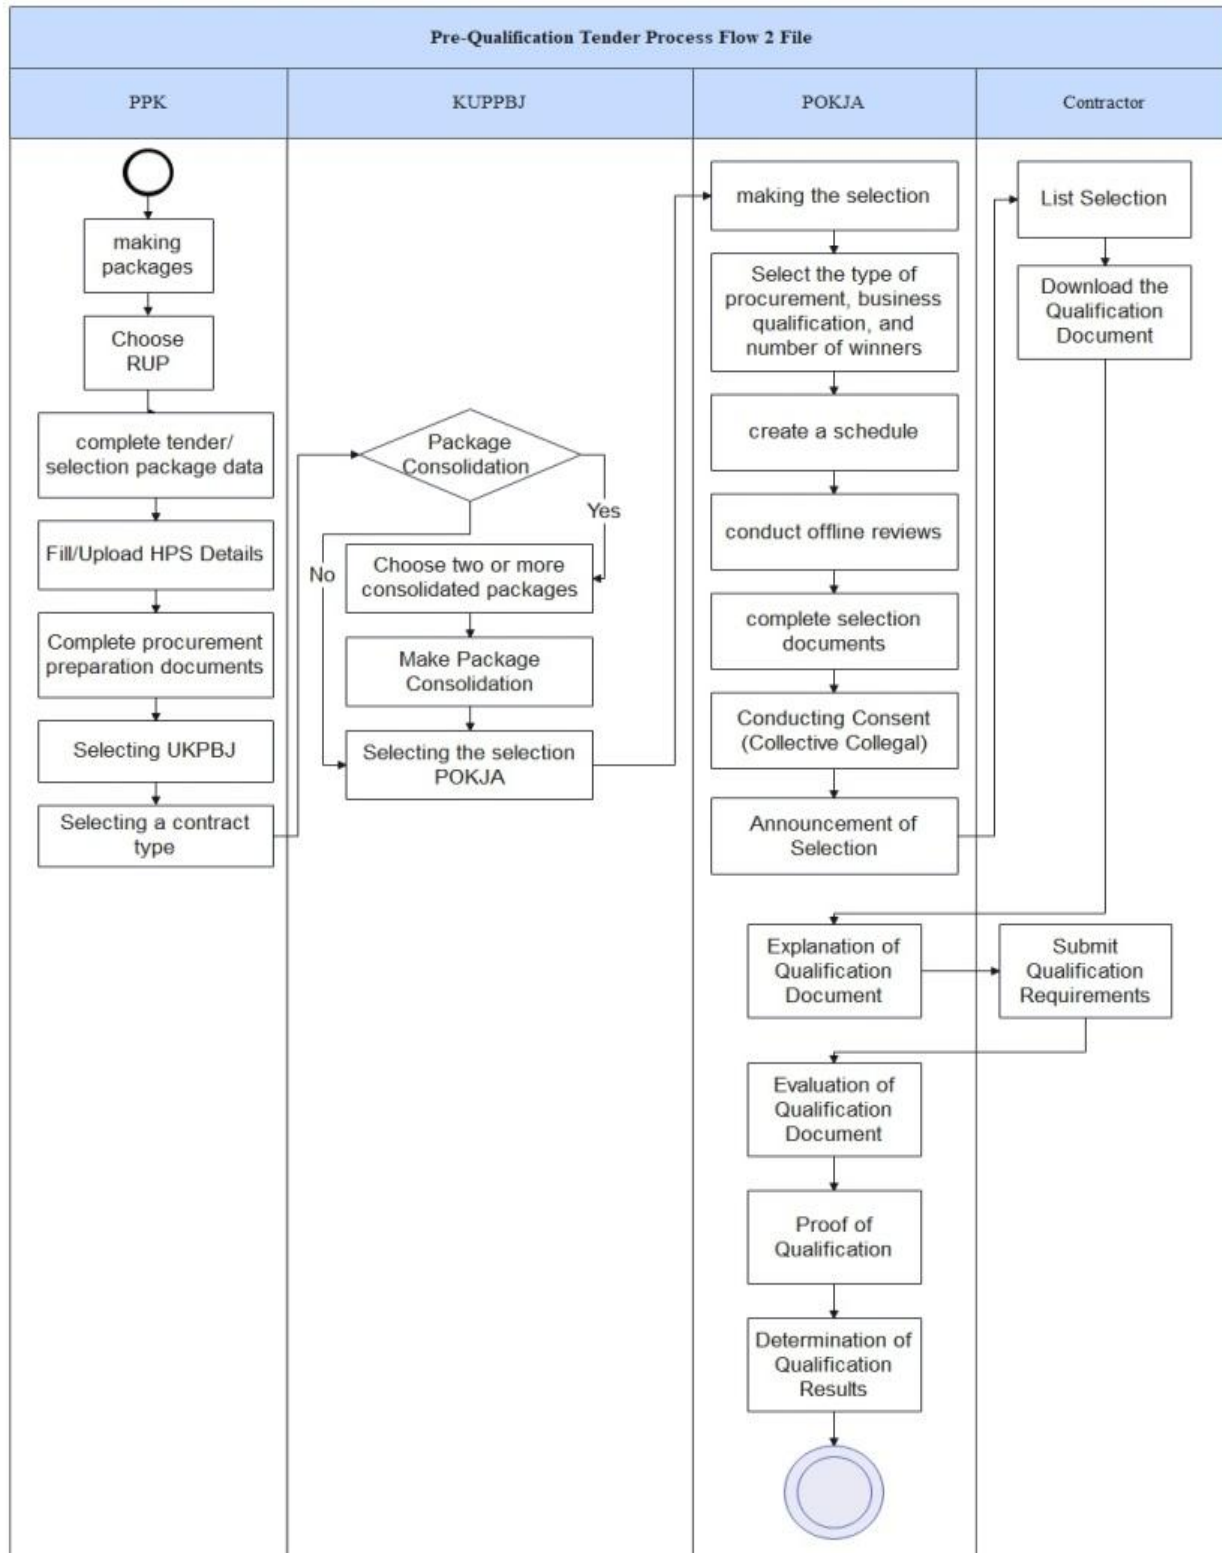 Pre-Qualification Tender Process Flow 2 File
PPK
KUPPBJ
POKJA
Contractor
making
packages
Choose
RUP
complete tender/
selection package data
Fill/Upload HPS Details
Complete procurement
preparation documents
Selecting UKPBJ
Selecting a contract
type
Package
Consolidation
Yes
No
Choose two or more
consolidated packages
Make Package
Consolidation
Selecting the selection
POKJA
making the selection
Select the type of
procurement, business
qualification, and
number of winners
create a schedule
conduct offline reviews
complete selection
documents
Conducting Consent
(Collective Collegal)
Announcement of
Selection
List Selection
Download the
Qualification
Document
Explanation of
Qualification
Document
Submit
Qualification
Requirements
Evaluation of
Qualification
Document
Proof of
Qualification
Determination of
Qualification
Results